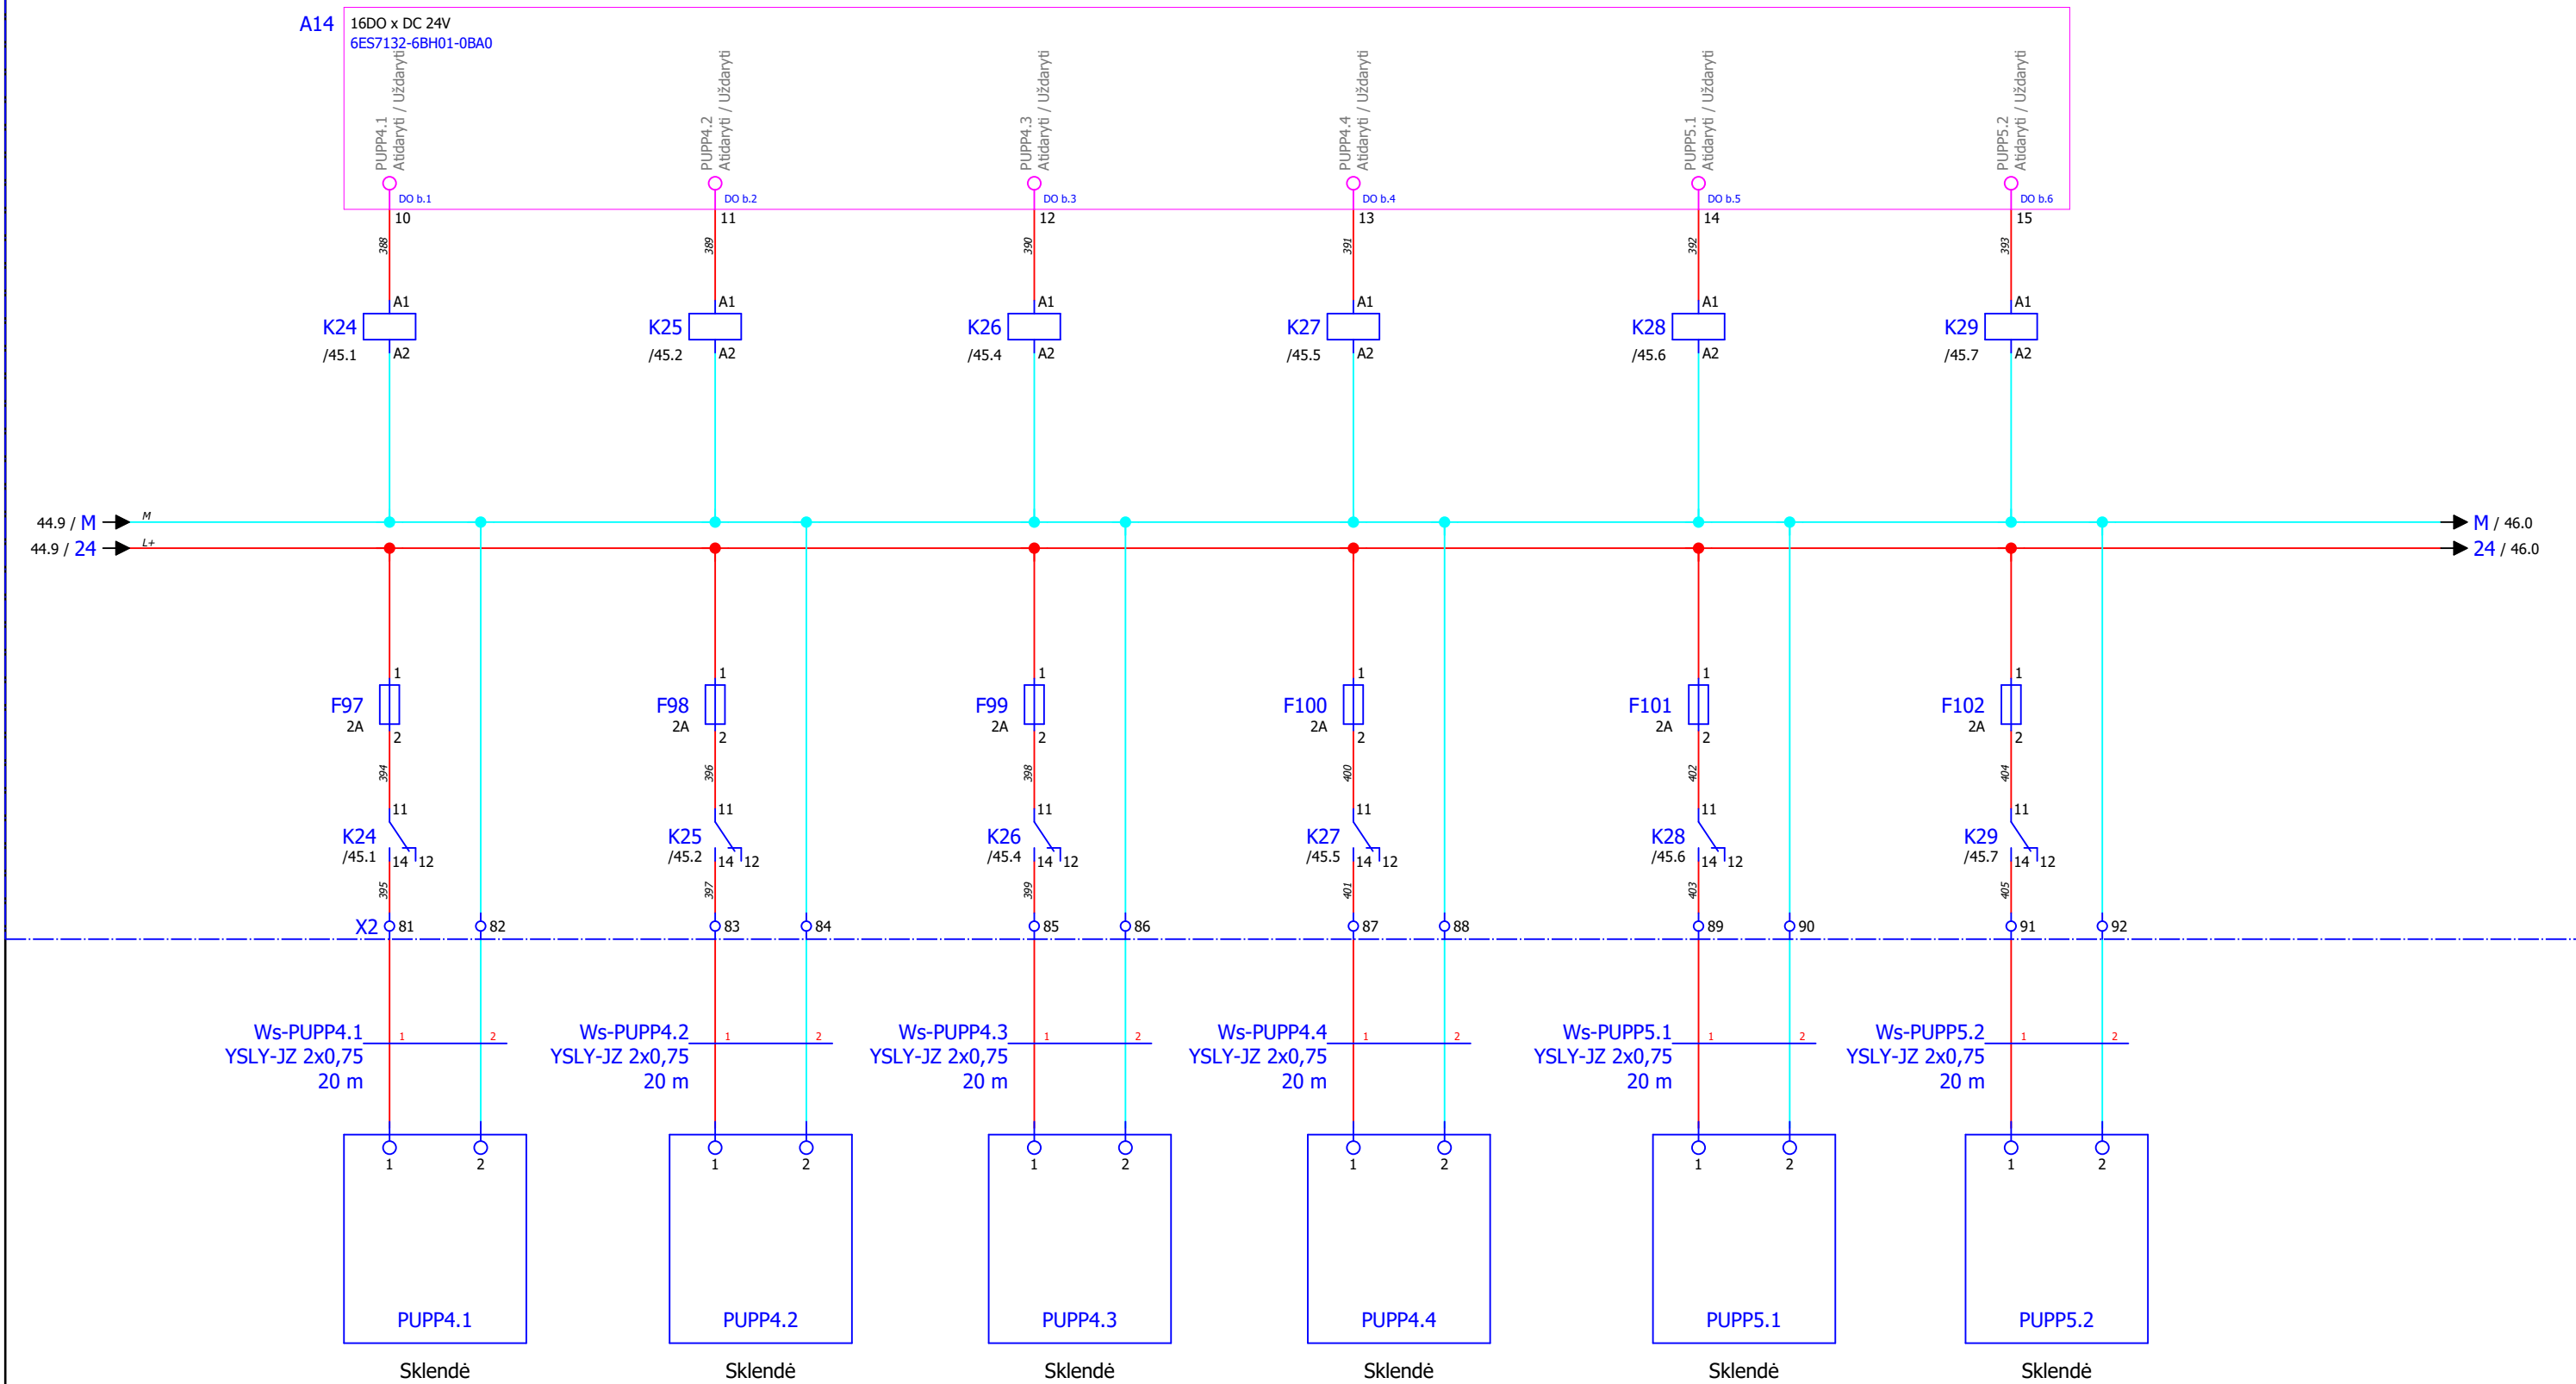 A14
16DO x DC 24V
6ES7132-6BH01-0BA0
PUPP4.1
Atidaryti / Uždaryti
PUPP4.2
Atidaryti / Uždaryti
PUPP4.3
Atidaryti / Uždaryti
PUPP4.4
Atidaryti / Uždaryti
PUPP5.1
Atidaryti / Uždaryti
PUPP5.2
Atidaryti / Uždaryti
DO b.1 DO b.2 DO b.3 DO b.4 DO b.5 DO b.6
10 11 12 13 14 15
388 389 390 391 392 393
A1 A1 A1 A1 A1 A1
K24 K25 K26 K27 K28 K29
/45.1 A2 /45.2 A2 /45.4 A2 /45.5 A2 /45.6 A2 /45.7 A2
44.9 / M M M / 46.0
44.9 / 24 L+ 24 / 46.0
1 1 1 1 1 1
F97 F98 F99 F100 F101 F102
2A 2A 2A 2A 2A 2A
2 2 2 2 2 2
394 396 398 400 402 404
11 11 11 11 11 11
K24 K25 K26 K27 K28 K29
/45.1 14 12 /45.2 14 12 /45.4 14 12 /45.5 14 12 /45.6 14 12 /45.7 14 12
395 397 399 401 403 405
X2 81 82 83 84 85 86 87 88 89 90 91 92
Ws-PUPP4.1 1 2 Ws-PUPP4.2 1 2 Ws-PUPP4.3 1 2 Ws-PUPP4.4 1 2 Ws-PUPP5.1 1 2 Ws-PUPP5.2 1 2
YSLY-JZ 2x0,75 YSLY-JZ 2x0,75 YSLY-JZ 2x0,75 YSLY-JZ 2x0,75 YSLY-JZ 2x0,75 YSLY-JZ 2x0,75
20 m 20 m 20 m 20 m 20 m 20 m
1 2 1 2 1 2 1 2 1 2 1 2
PUPP4.1 PUPP4.2 PUPP4.3 PUPP4.4 PUPP5.1 PUPP5.2
Sklendė Sklendė Sklendė Sklendė Sklendė Sklendė